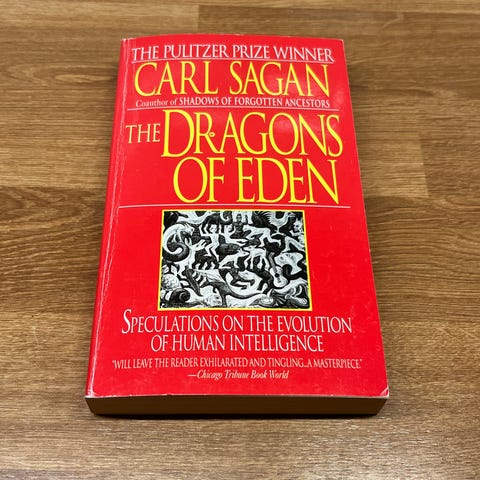 THE PULITZER PRIZE WINNER
CARL SAGAN
Coauthor of SHADOWS OF FORGOTTEN ANCESTORS
THE DRAGONS
OF EDEN
SPECULATIONS ON THE EVOLUTION
OF HUMAN INTELLIGENCE
"WILL LEAVE THE READER EXHILARATED AND TINGLING...A MASTERPIECE."
—Chicago Tribune Book World